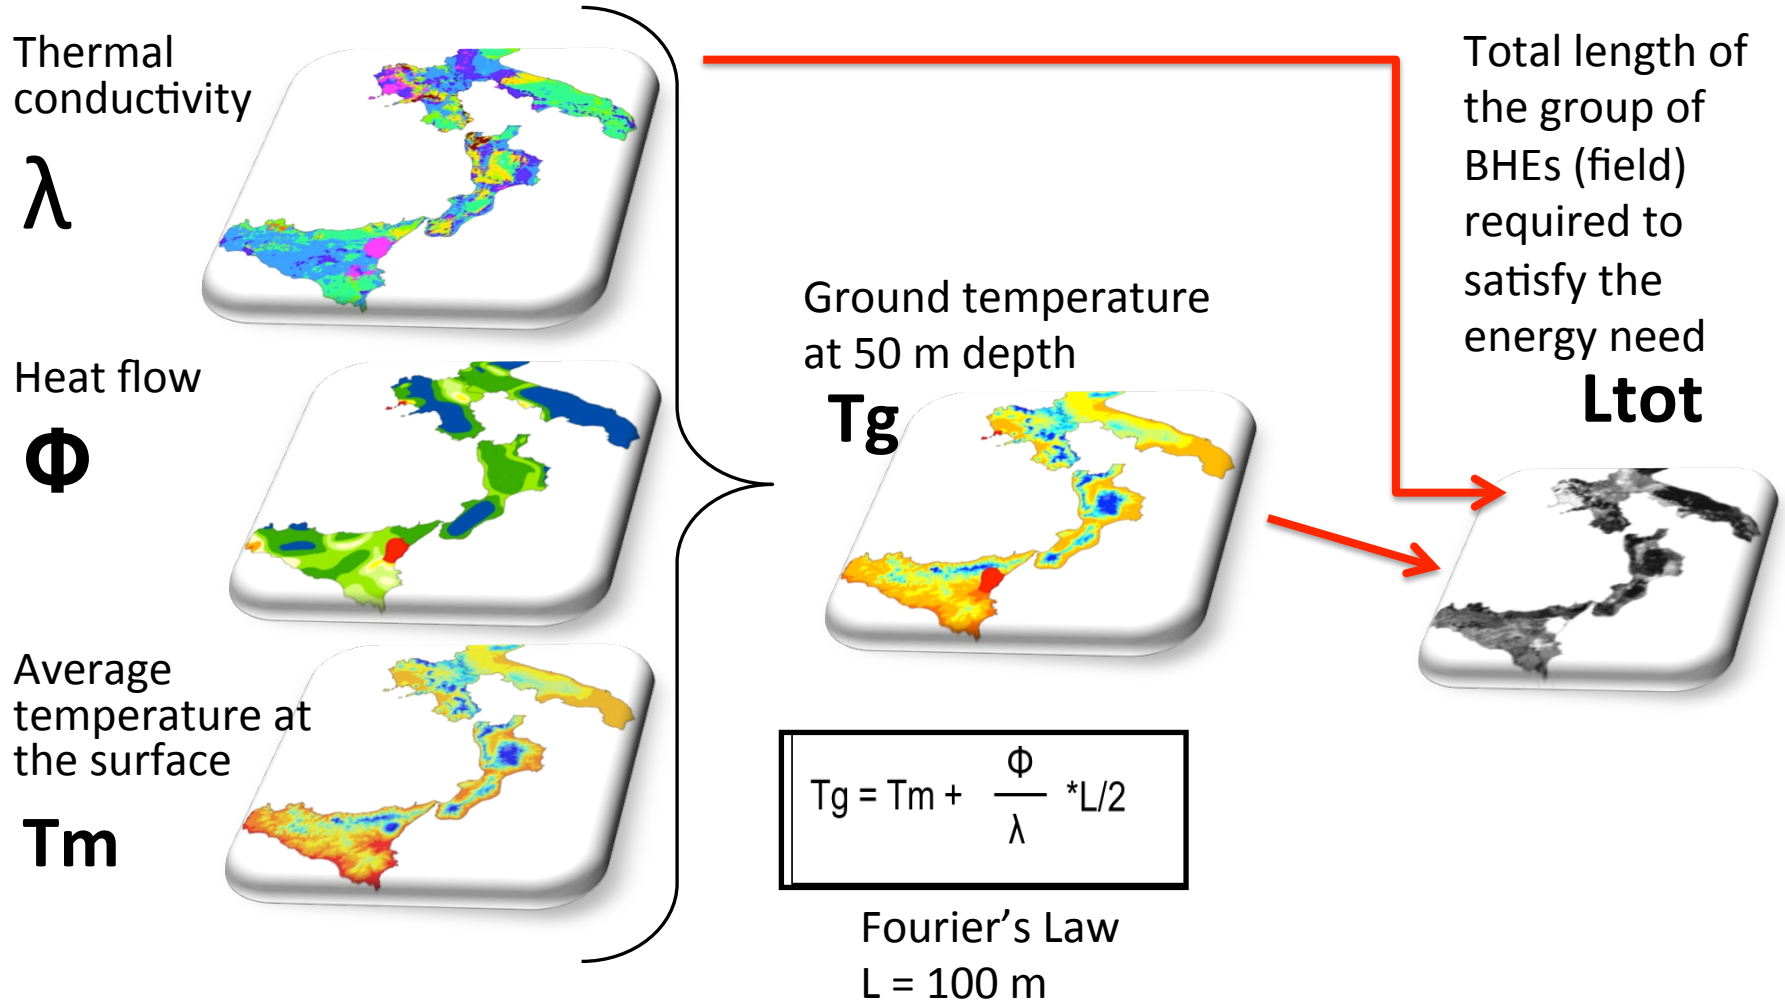 Thermal
conductivity
λ
Heat flow
Φ
Average
temperature at
the surface
Tm
Ground temperature
at 50 m depth
Tg
Tg = Tm + Φ/λ *L/2
Fourier’s Law
L = 100 m
Total length of
the group of
BHEs (field)
required to
satisfy the
energy need
Ltot